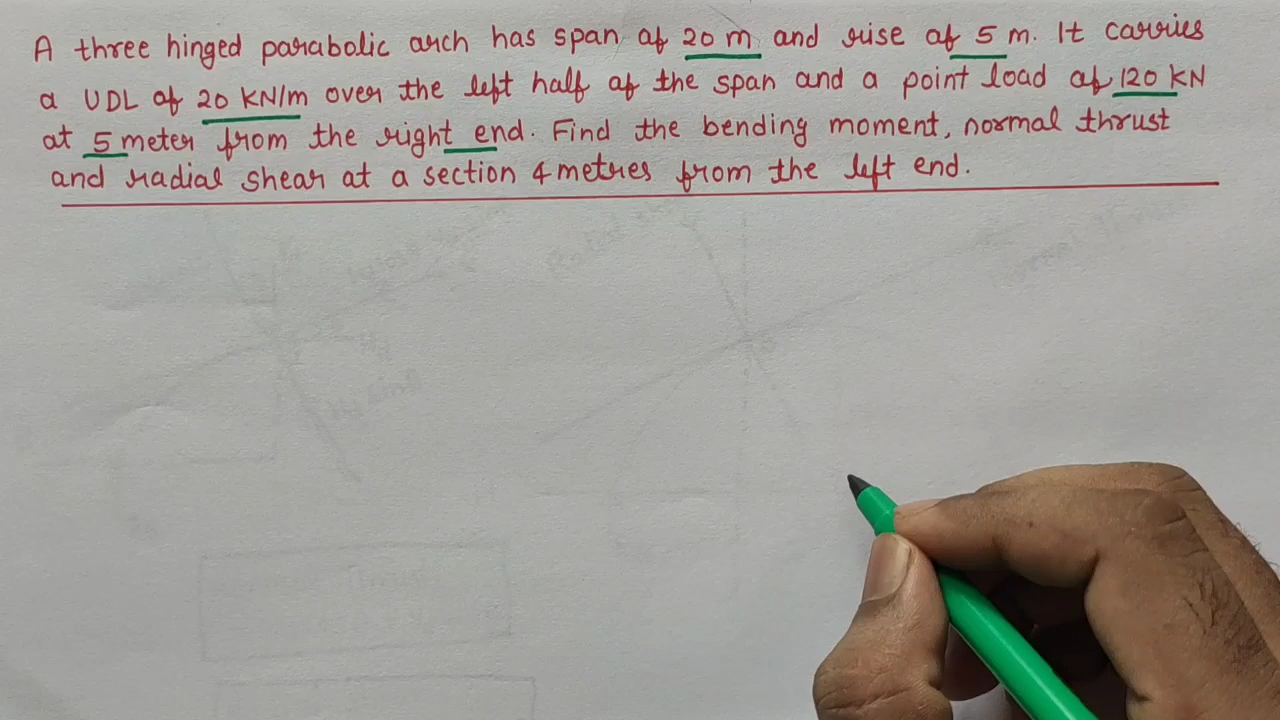 A three hinged parabolic arch has span of 20 m and rise of 5 m. It carries
a UDL of 20 KN/m over the left half of the span and a point load of 120 KN
at 5 meter from the right end. Find the bending moment, normal thrust
and radial shear at a section 4 metres from the left end.